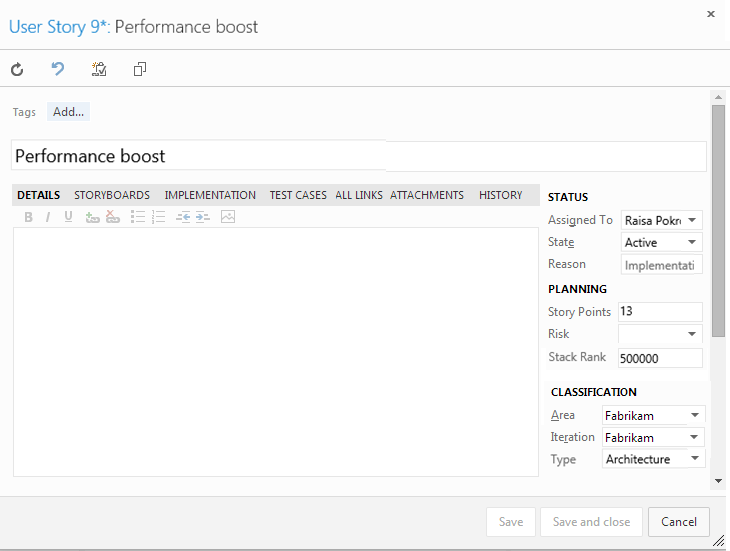 User Story 9*: Performance boost
Tags Add...
Performance boost
DETAILS STORYBOARDS IMPLEMENTATION TEST CASES ALL LINKS ATTACHMENTS HISTORY
B I U
STATUS
Assigned To Raisa Pokr
State Active
Reason Implementati
PLANNING
Story Points 13
Risk
Stack Rank 500000
CLASSIFICATION
Area Fabrikam
Iteration Fabrikam
Type Architecture
Save Save and close Cancel